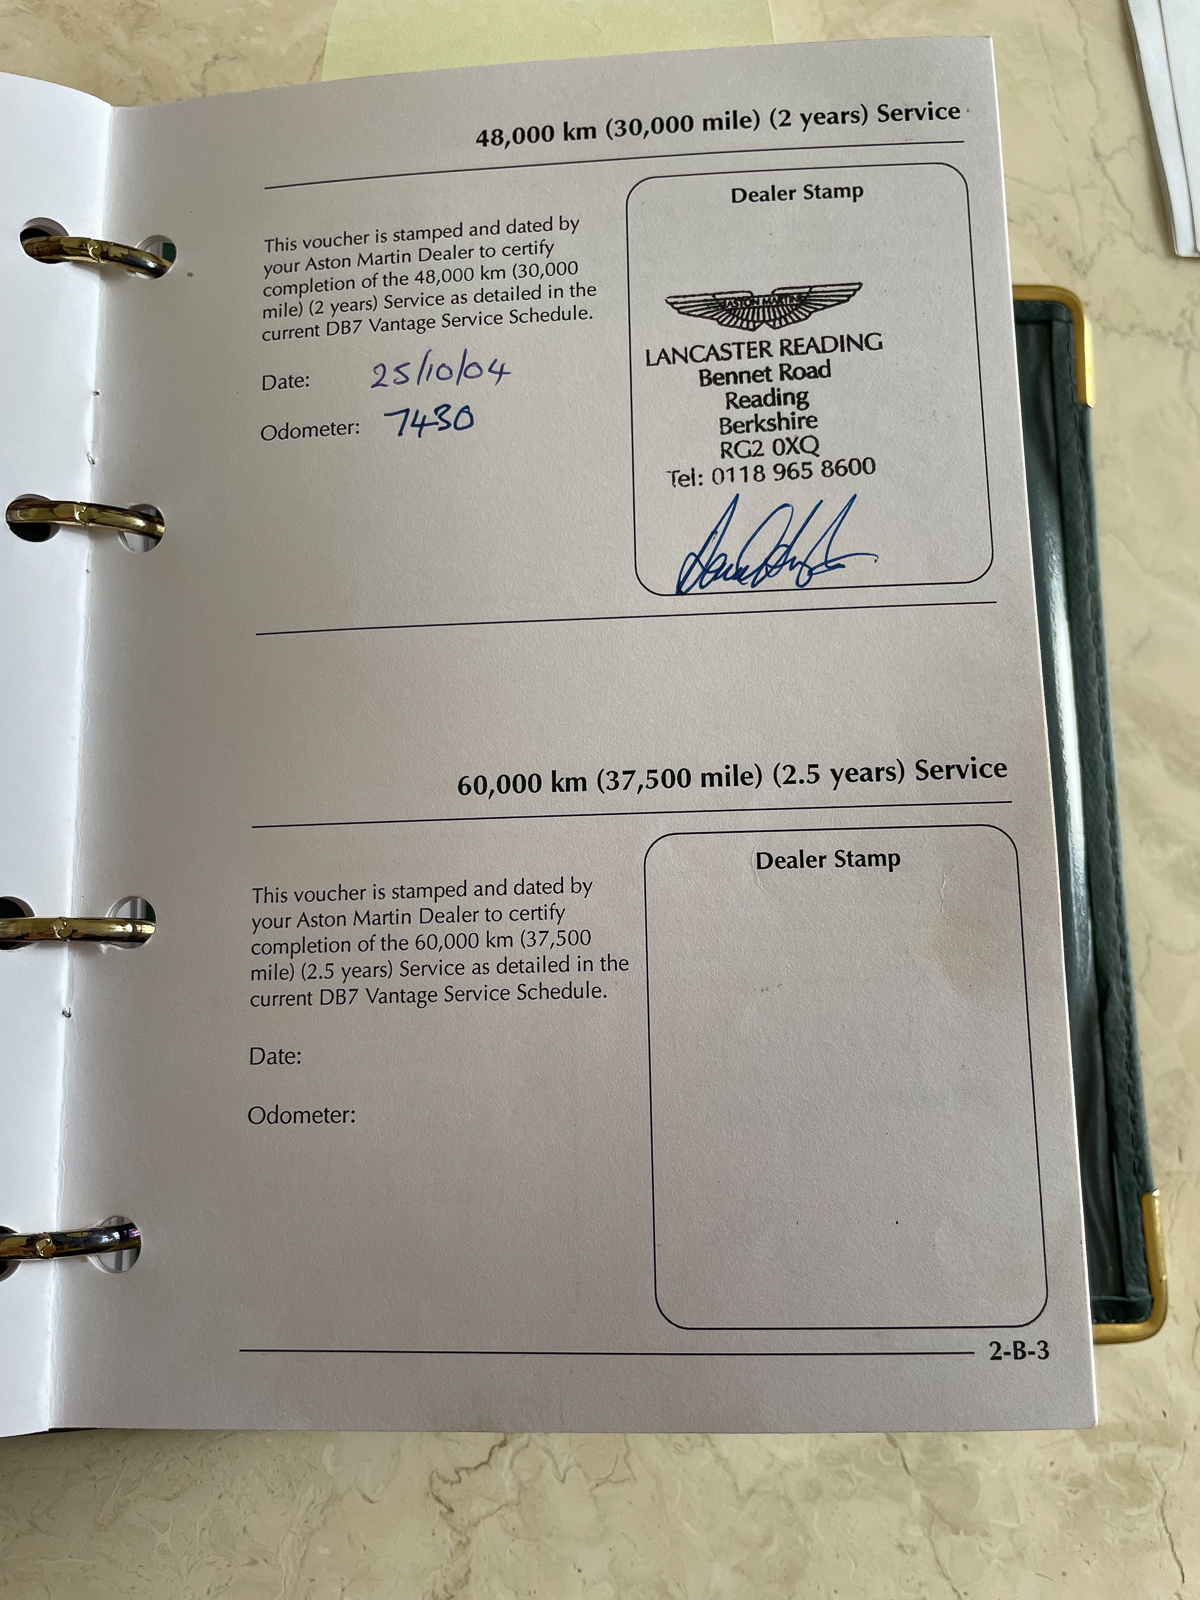 48,000 km (30,000 mile) (2 years) Service
This voucher is stamped and dated by
your Aston Martin Dealer to certify
completion of the 48,000 km (30,000
mile) (2 years) Service as detailed in the
current DB7 Vantage Service Schedule.
Date: 25/10/04
Odometer: 7430
Dealer Stamp
ASTON MARTIN
LANCASTER READING
Bennet Road
Reading
Berkshire
RG2 0XQ
Tel: 0118 965 8600
60,000 km (37,500 mile) (2.5 years) Service
This voucher is stamped and dated by
your Aston Martin Dealer to certify
completion of the 60,000 km (37,500
mile) (2.5 years) Service as detailed in the
current DB7 Vantage Service Schedule.
Date:
Odometer:
Dealer Stamp
2-B-3